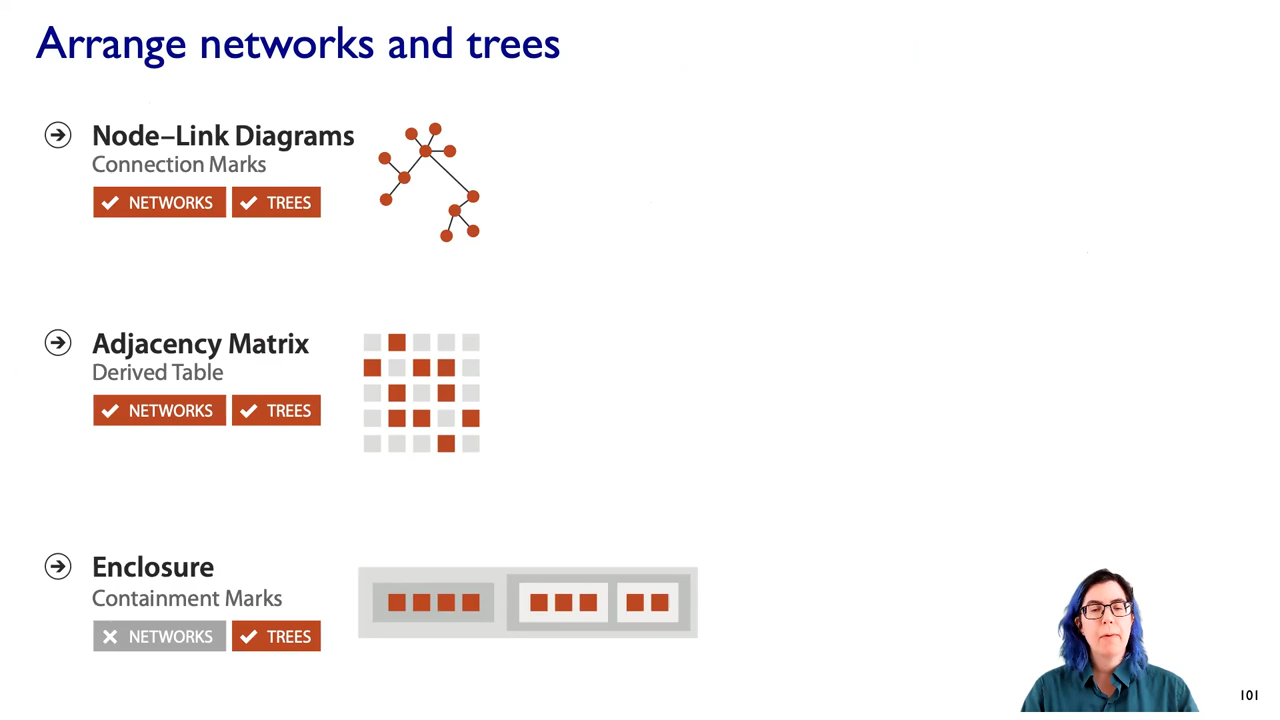 Arrange networks and trees
Node–Link Diagrams
Connection Marks
NETWORKS TREES
Adjacency Matrix
Derived Table
NETWORKS TREES
Enclosure
Containment Marks
NETWORKS TREES
101